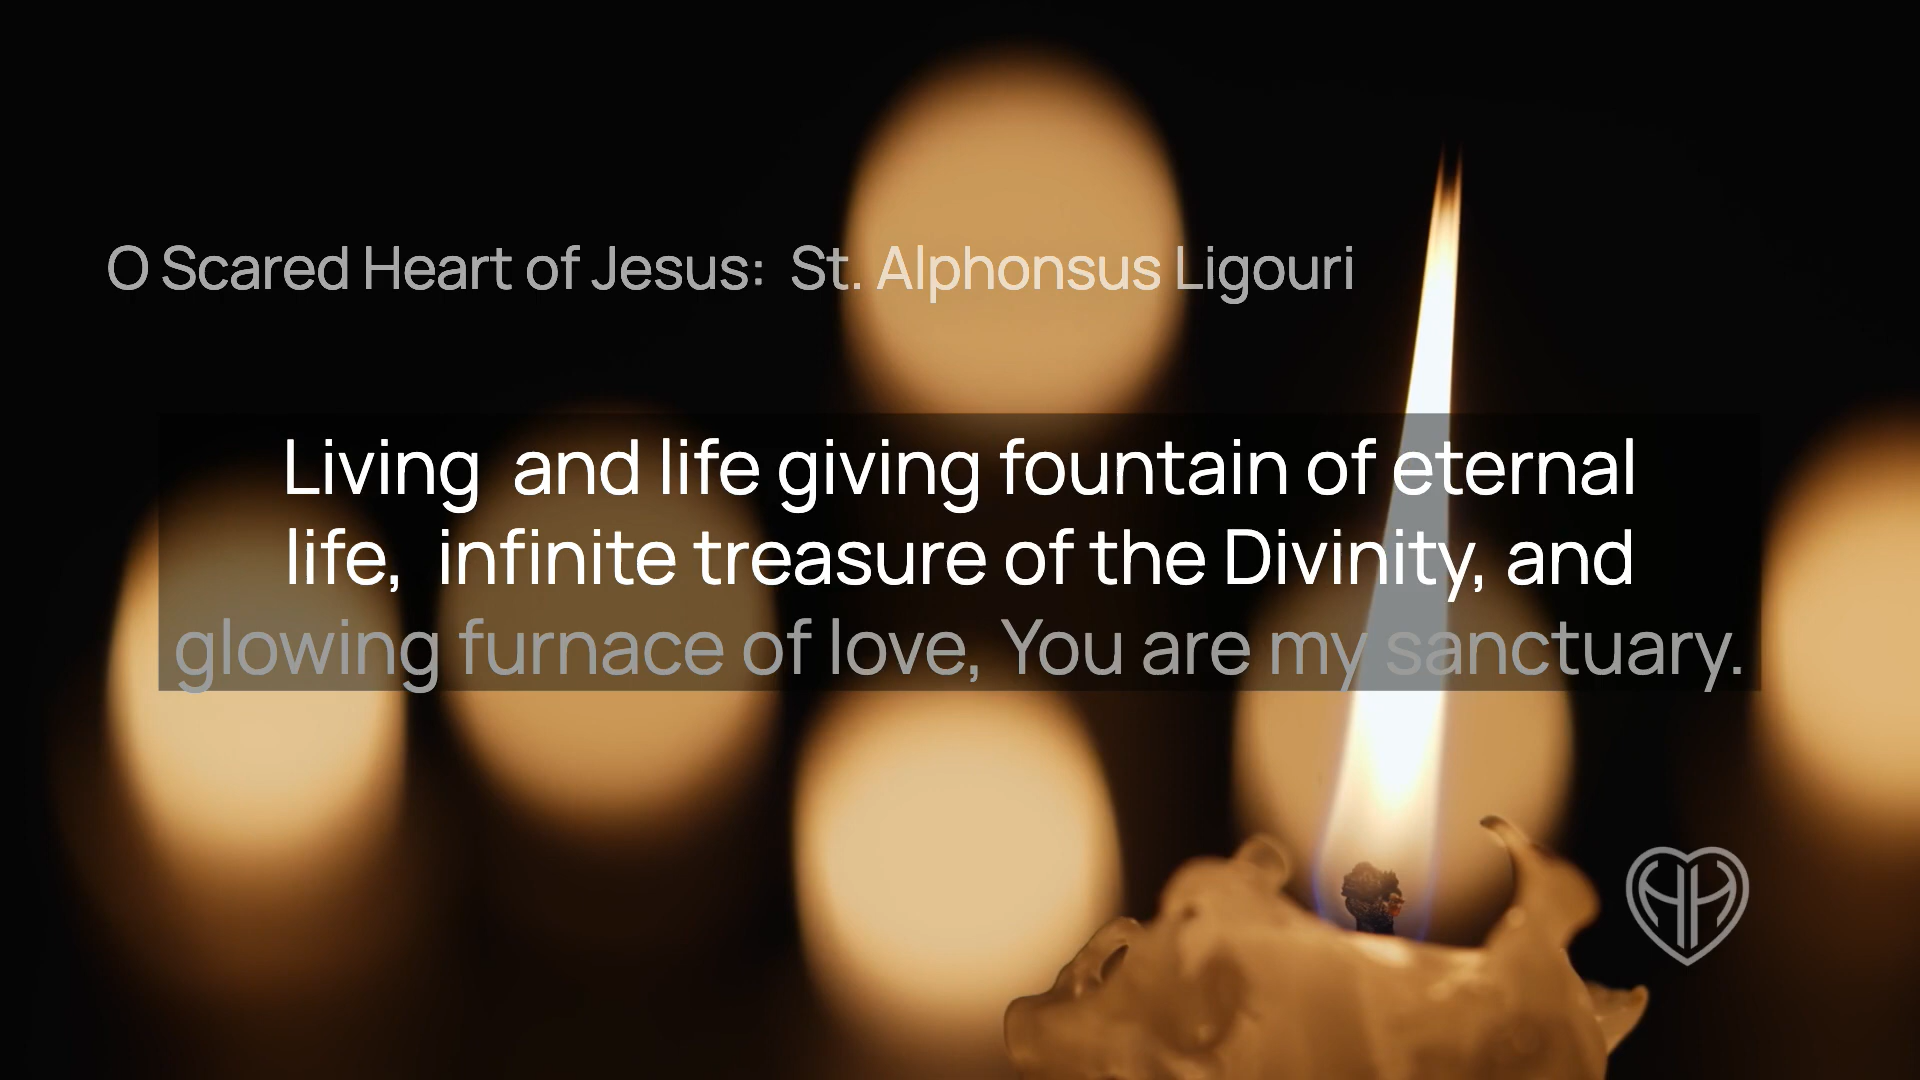 O Scared Heart of Jesus:  St. Alphonsus Ligouri
Living  and life giving fountain of eternal
life,  infinite treasure of the Divinity, and
glowing furnace of love, You are my sanctuary.